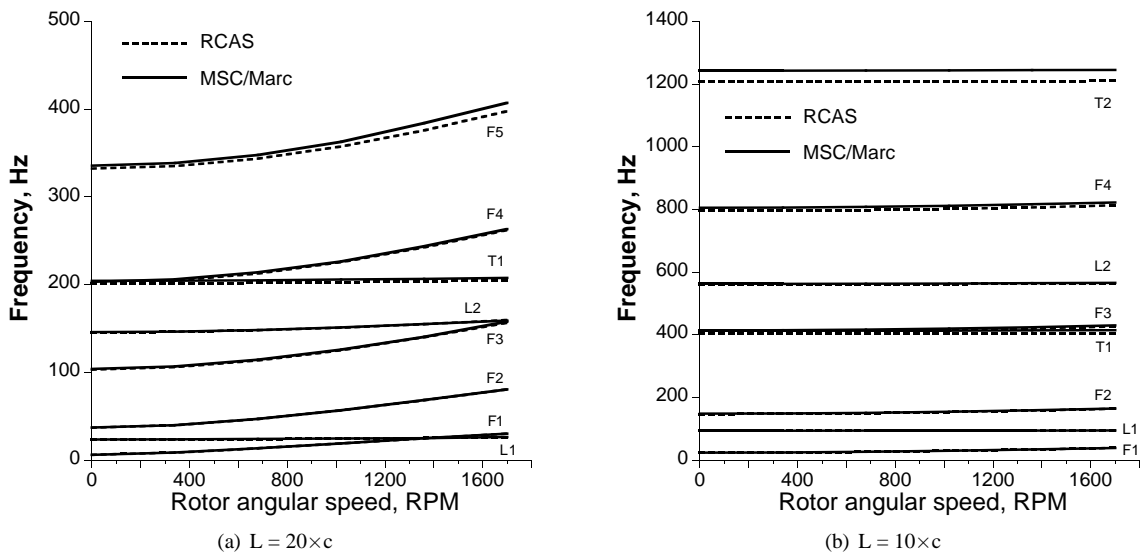 500
400
300
200
100
0
Frequency, Hz
RCAS
MSC/Marc
F5
F4
T1
L2
F3
F2
F1
L1
0 400 800 1200 1600
Rotor angular speed, RPM
(a) L = 20×c
1400
1200
1000
800
600
400
200
0
Frequency, Hz
T2
RCAS
MSC/Marc
F4
L2
F3
T1
F2
L1
F1
0 400 800 1200 1600
Rotor angular speed, RPM
(b) L = 10×c